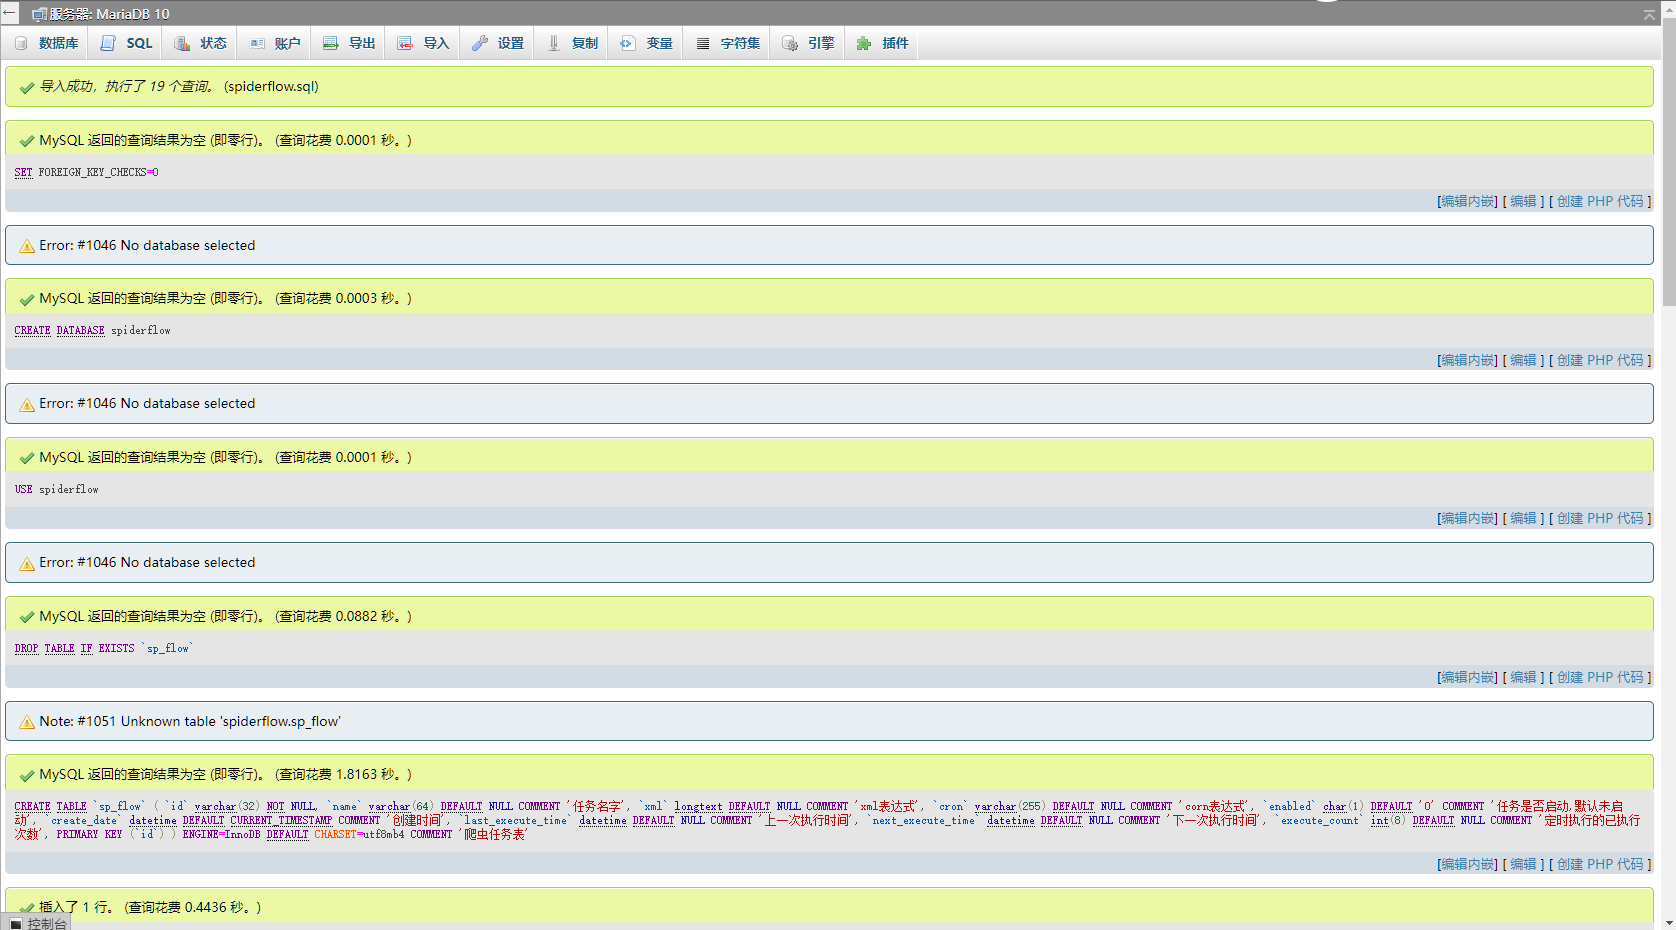 服务器: MariaDB 10
数据库 SQL 状态 账户 导出 导入 设置 复制 变量 字符集 引擎 插件
导入成功，执行了 19 个查询。 (spiderflow.sql)
MySQL 返回的查询结果为空 (即零行)。 (查询花费 0.0001 秒。)
SET FOREIGN_KEY_CHECKS=0
[编辑内嵌] [ 编辑 ] [ 创建 PHP 代码 ]
Error: #1046 No database selected
MySQL 返回的查询结果为空 (即零行)。 (查询花费 0.0003 秒。)
CREATE DATABASE spiderflow
[编辑内嵌] [ 编辑 ] [ 创建 PHP 代码 ]
Error: #1046 No database selected
MySQL 返回的查询结果为空 (即零行)。 (查询花费 0.0001 秒。)
USE spiderflow
[编辑内嵌] [ 编辑 ] [ 创建 PHP 代码 ]
Error: #1046 No database selected
MySQL 返回的查询结果为空 (即零行)。 (查询花费 0.0882 秒。)
DROP TABLE IF EXISTS `sp_flow`
[编辑内嵌] [ 编辑 ] [ 创建 PHP 代码 ]
Note: #1051 Unknown table 'spiderflow.sp_flow'
MySQL 返回的查询结果为空 (即零行)。 (查询花费 1.8163 秒。)
CREATE TABLE `sp_flow` ( `id` varchar(32) NOT NULL, `name` varchar(64) DEFAULT NULL COMMENT '任务名字', `xml` longtext DEFAULT NULL COMMENT 'xml表达式', `cron` varchar(255) DEFAULT NULL COMMENT 'corn表达式', `enabled` char(1) DEFAULT '0' COMMENT '任务是否启动,默认未启
动', `create_date` datetime DEFAULT CURRENT_TIMESTAMP COMMENT '创建时间', `last_execute_time` datetime DEFAULT NULL COMMENT '上一次执行时间', `next_execute_time` datetime DEFAULT NULL COMMENT '下一次执行时间', `execute_count` int(8) DEFAULT NULL COMMENT '定时执行的已执行
次数', PRIMARY KEY (`id`) ) ENGINE=InnoDB DEFAULT CHARSET=utf8mb4 COMMENT '爬虫任务表'
[编辑内嵌] [ 编辑 ] [ 创建 PHP 代码 ]
插入了 1 行。 (查询花费 0.4436 秒。)
控制台